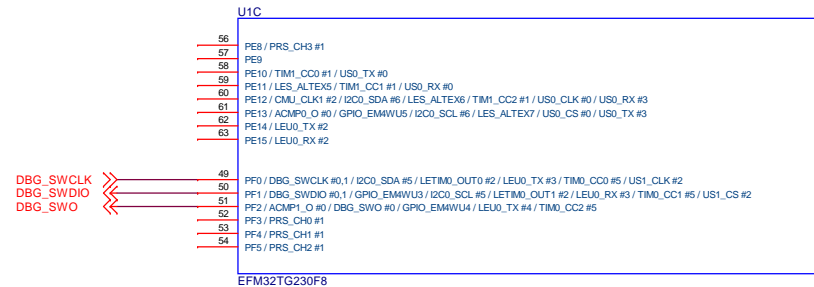 U1C
56 PE8 / PRS_CH3 #1
57 PE9
58 PE10 / TIM1_CC0 #1 / US0_TX #0
59 PE11 / LES_ALTEX5 / TIM1_CC1 #1 / US0_RX #0
60 PE12 / CMU_CLK1 #2 / I2C0_SDA #6 / LES_ALTEX6 / TIM1_CC2 #1 / US0_CLK #0 / US0_RX #3
61 PE13 / ACMP0_O #0 / GPIO_EM4WU5 / I2C0_SCL #6 / LES_ALTEX7 / US0_CS #0 / US0_TX #3
62 PE14 / LEU0_TX #2
63 PE15 / LEU0_RX #2
DBG_SWCLK 49 PF0 / DBG_SWCLK #0,1 / I2C0_SDA #5 / LETIM0_OUT0 #2 / LEU0_TX #3 / TIM0_CC0 #5 / US1_CLK #2
DBG_SWDIO 50 PF1 / DBG_SWDIO #0,1 / GPIO_EM4WU3 / I2C0_SCL #5 / LETIM0_OUT1 #2 / LEU0_RX #3 / TIM0_CC1 #5 / US1_CS #2
DBG_SWO 51 PF2 / ACMP1_O #0 / DBG_SWO #0 / GPIO_EM4WU4 / LEU0_TX #4 / TIM0_CC2 #5
52 PF3 / PRS_CH0 #1
53 PF4 / PRS_CH1 #1
54 PF5 / PRS_CH2 #1
EFM32TG230F8